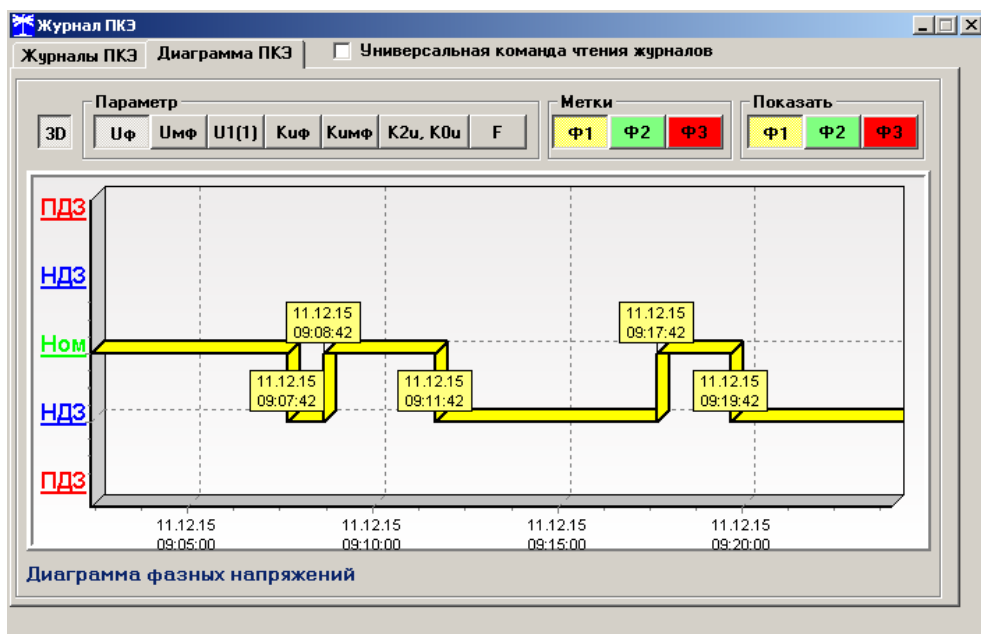 Журнал ПКЭ
Журналы ПКЭ Диаграмма ПКЭ Универсальная команда чтения журналов
Параметр Метки Показать
3D Uф Uмф U1(1) Kuф Kuмф K2u, K0u F Ф1 Ф2 Ф3 Ф1 Ф2 Ф3
ПДЗ
НДЗ
11.12.15 11.12.15
09:08:42 09:17:42
Ном
11.12.15 11.12.15 11.12.15
09:07:42 09:11:42 09:19:42
НДЗ
ПДЗ
11.12.15 11.12.15 11.12.15 11.12.15
09:05:00 09:10:00 09:15:00 09:20:00
Диаграмма фазных напряжений